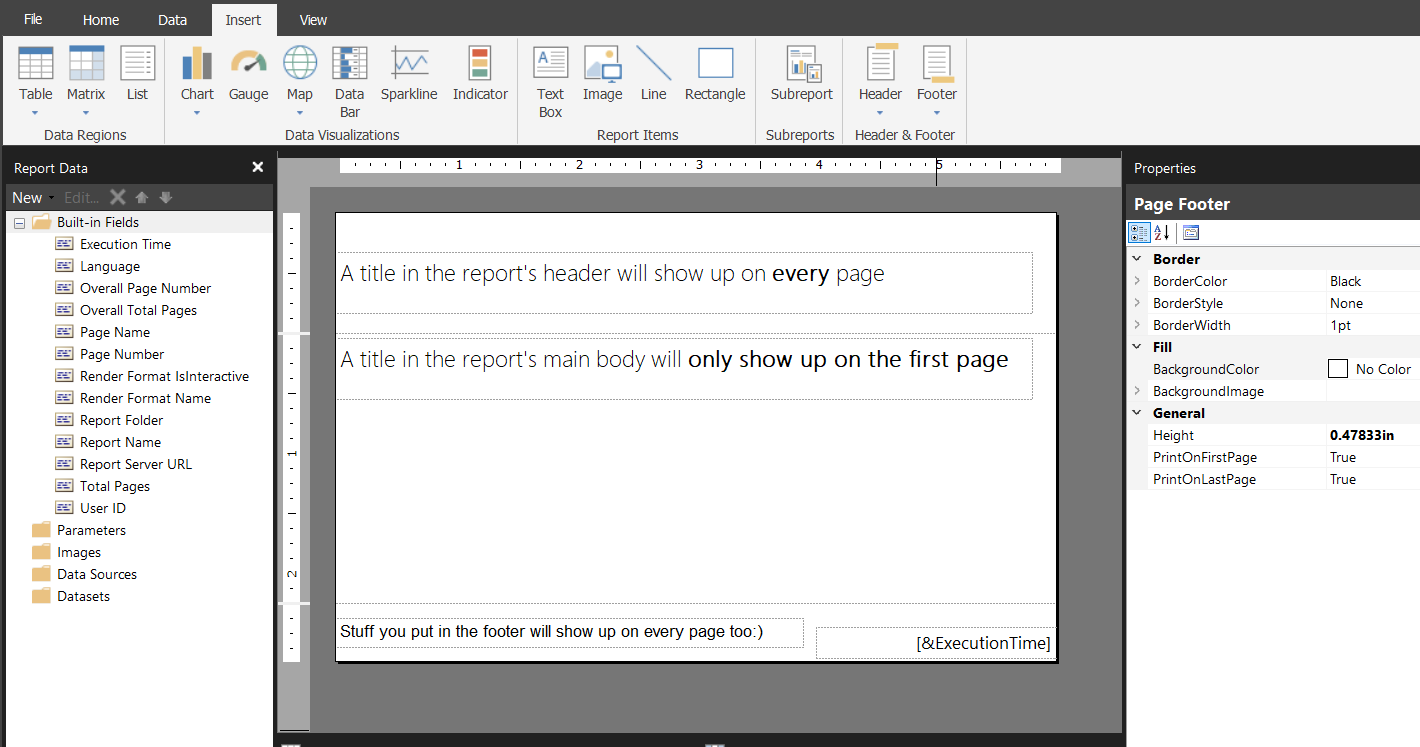 File Home Data Insert View
Table Matrix List Chart Gauge Map Data Bar Sparkline Indicator Text Box Image Line Rectangle Subreport Header Footer
Data Regions Data Visualizations Report Items Subreports Header & Footer
Report Data
New Edit...
Built-in Fields
Execution Time
Language
Overall Page Number
Overall Total Pages
Page Name
Page Number
Render Format IsInteractive
Render Format Name
Report Folder
Report Name
Report Server URL
Total Pages
User ID
Parameters
Images
Data Sources
Datasets
1 2 3 4 5
1
2
A title in the report's header will show up on every page
A title in the report's main body will only show up on the first page
Stuff you put in the footer will show up on every page too:)
[&ExecutionTime]
Properties
Page Footer
Border
BorderColor Black
BorderStyle None
BorderWidth 1pt
Fill
BackgroundColor No Color
BackgroundImage
General
Height 0.47833in
PrintOnFirstPage True
PrintOnLastPage True